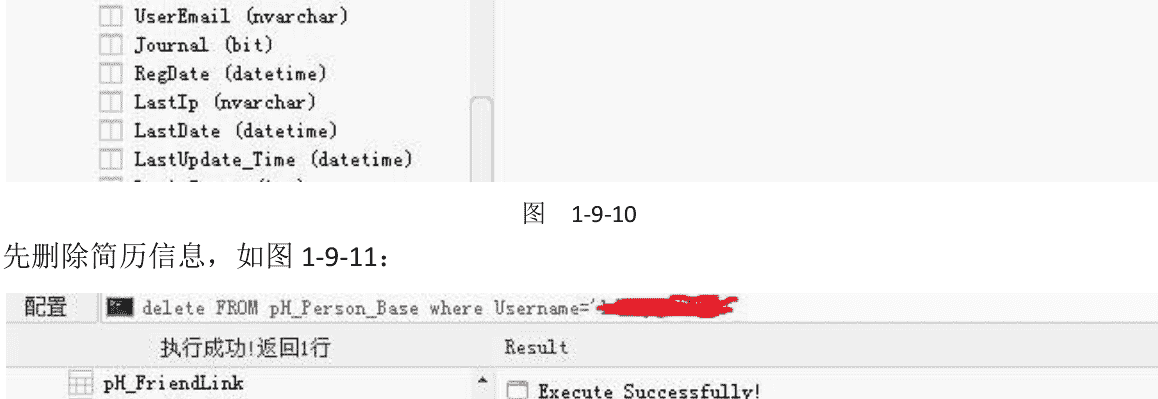 UserEmail (nvarchar)
Journal (bit)
RegDate (datetime)
LastIp (nvarchar)
LastDate (datetime)
LastUpdate_Time (datetime)
图 1-9-10
先删除简历信息，如图 1-9-11：
配置 delete FROM pH_Person_Base where Username='
执行成功!返回1行 Result
pH_FriendLink
Execute Successfully!